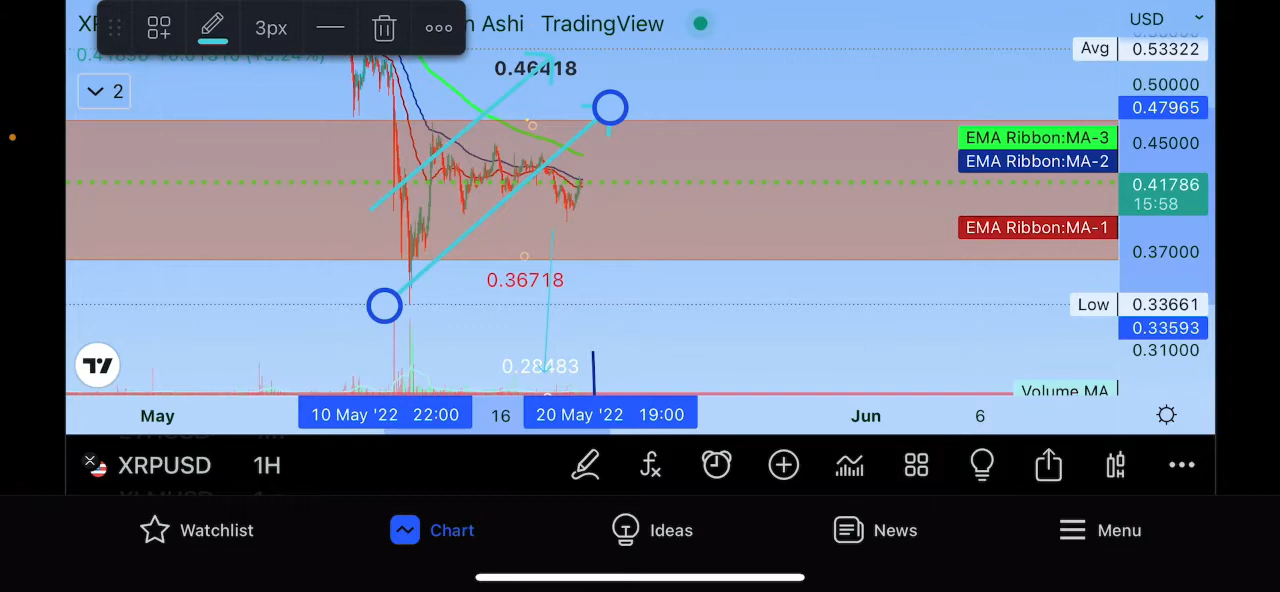 3px
Ashi TradingView
USD
Avg 0.53322
0.46418
0.50000
2
0.47965
EMA Ribbon:MA-3
0.45000
EMA Ribbon:MA-2
0.41786
15:58
EMA Ribbon:MA-1
0.37000
0.36718
Low 0.33661
0.33593
0.31000
0.28483
Volume MA
May 10 May '22 22:00 16 20 May '22 19:00 Jun 6
XRPUSD 1H
Watchlist Chart Ideas News Menu